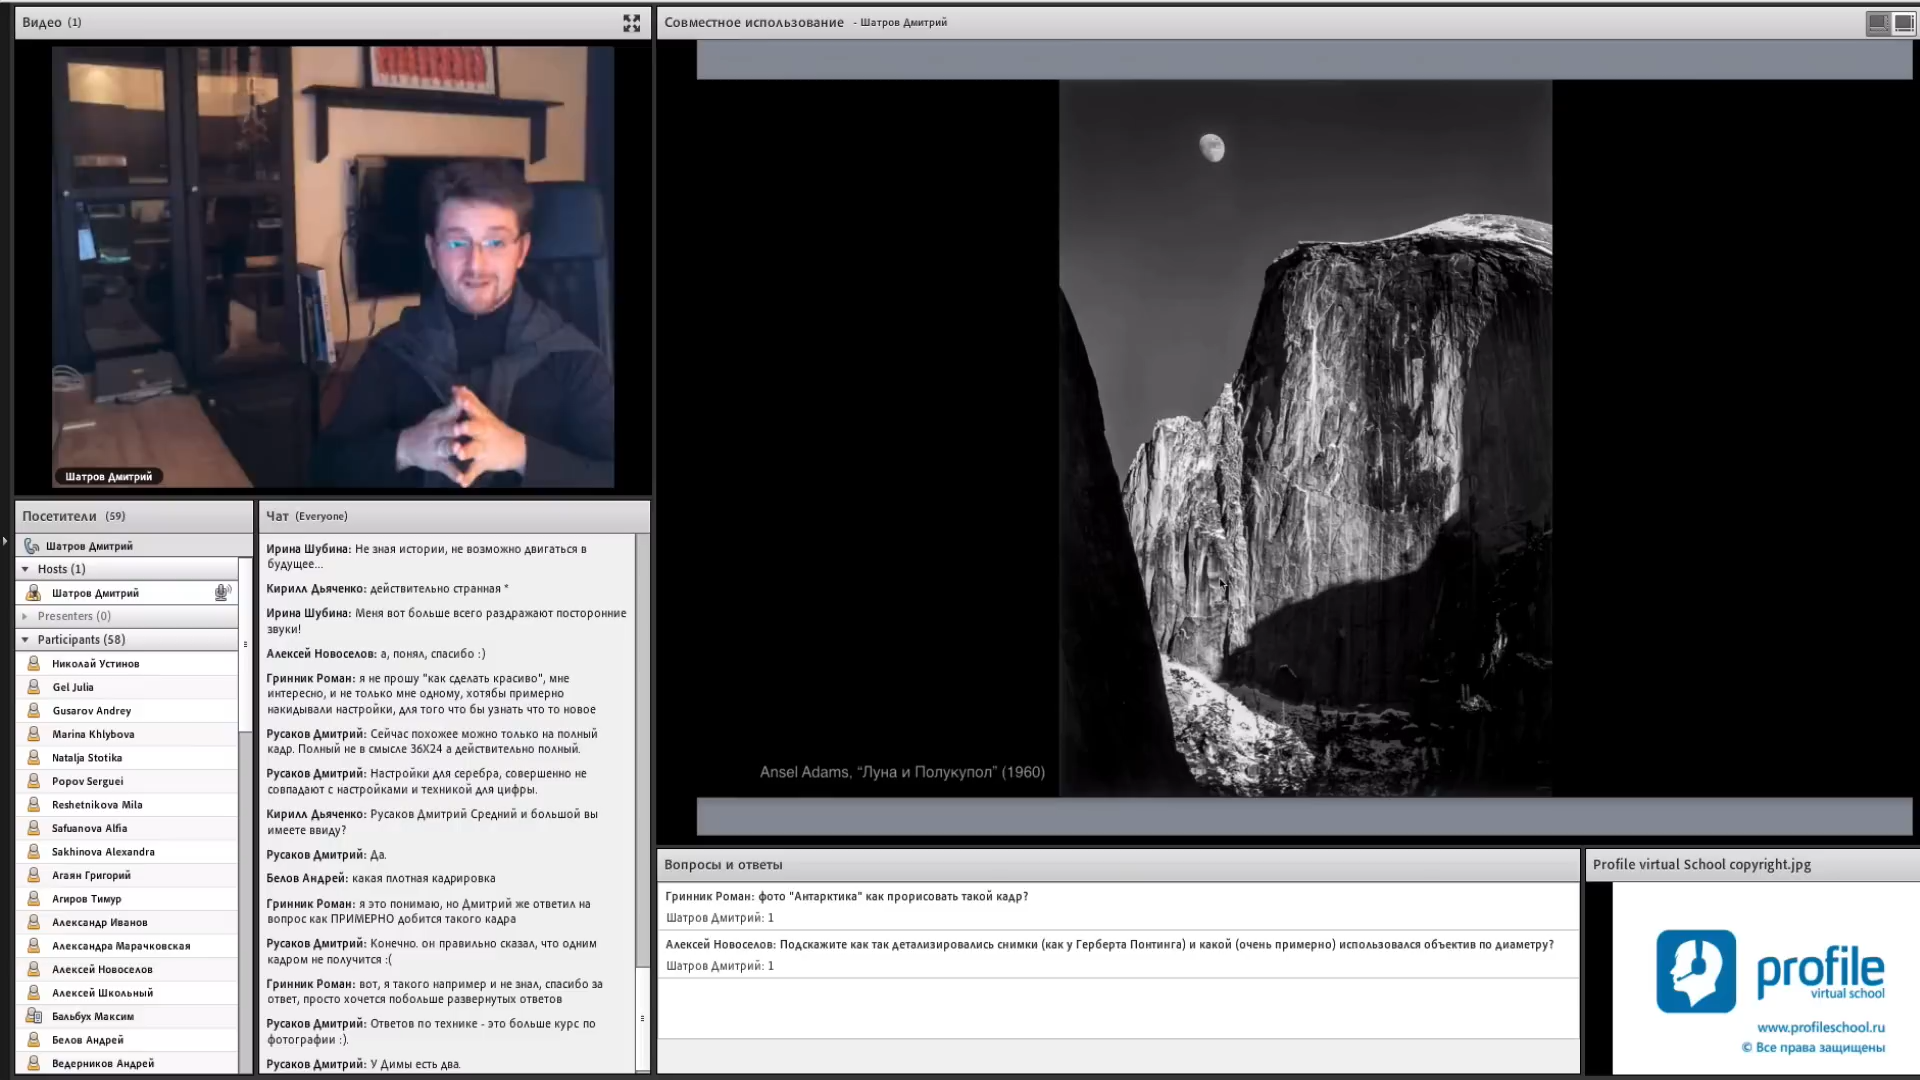 Видео (1)
Шатров Дмитрий
Совместное использование - Шатров Дмитрий
Ansel Adams, “Луна и Полукупол” (1960)
Посетители (59)
Шатров Дмитрий
Hosts (1)
Шатров Дмитрий
Presenters (0)
Participants (58)
Николай Устинов
Gel Julia
Gusarov Andrey
Marina Khlybova
Natalja Stotika
Popov Serguei
Reshetnikova Mila
Safuanova Alfia
Sakhinova Alexandra
Агаян Григорий
Агиров Тимур
Александр Иванов
Александра Марачковская
Алексей Новоселов
Алексей Школьный
Бальбух Максим
Белов Андрей
Ведерников Андрей
Чат (Everyone)
Ирина Шубина: Не зная истории, не возможно двигаться в
будущее...
Кирилл Дьяченко: действительно странная *
Ирина Шубина: Меня вот больше всего раздражают посторонние
звуки!
Алексей Новоселов: а, понял, спасибо :)
Гринник Роман: я не прошу "как сделать красиво", мне
интересно, и не только мне одному, хотябы примерно
накидывали настройки, для того что бы узнать что то новое
Русаков Дмитрий: Сейчас похожее можно только на полный
кадр. Полный не в смысле 36Х24 а действительно полный.
Русаков Дмитрий: Настройки для серебра, совершенно не
совпадают с настройками и техникой для цифры.
Кирилл Дьяченко: Русаков Дмитрий Средний и большой вы
имеете ввиду?
Русаков Дмитрий: Да.
Белов Андрей: какая плотная кадрировка
Гринник Роман: я это понимаю, но Дмитрий же ответил на
вопрос как ПРИМЕРНО добится такого кадра
Русаков Дмитрий: Конечно. он правильно сказал, что одним
кадром не получится :(
Гринник Роман: вот, я такого например и не знал, спасибо за
ответ, просто хочется побольше развернутых ответов
Русаков Дмитрий: Ответов по технике - это больше курс по
фотографии :).
Русаков Дмитрий: У Димы есть два.
Вопросы и ответы
Гринник Роман: фото "Антарктика" как прорисовать такой кадр?
Шатров Дмитрий: 1
Алексей Новоселов: Подскажите как так детализировались снимки (как у Герберта Понтинга) и какой (очень примерно) использовался объектив по диаметру?
Шатров Дмитрий: 1
Profile virtual School copyright.jpg
profile
virtual school
www.profileschool.ru
© Все права защищены